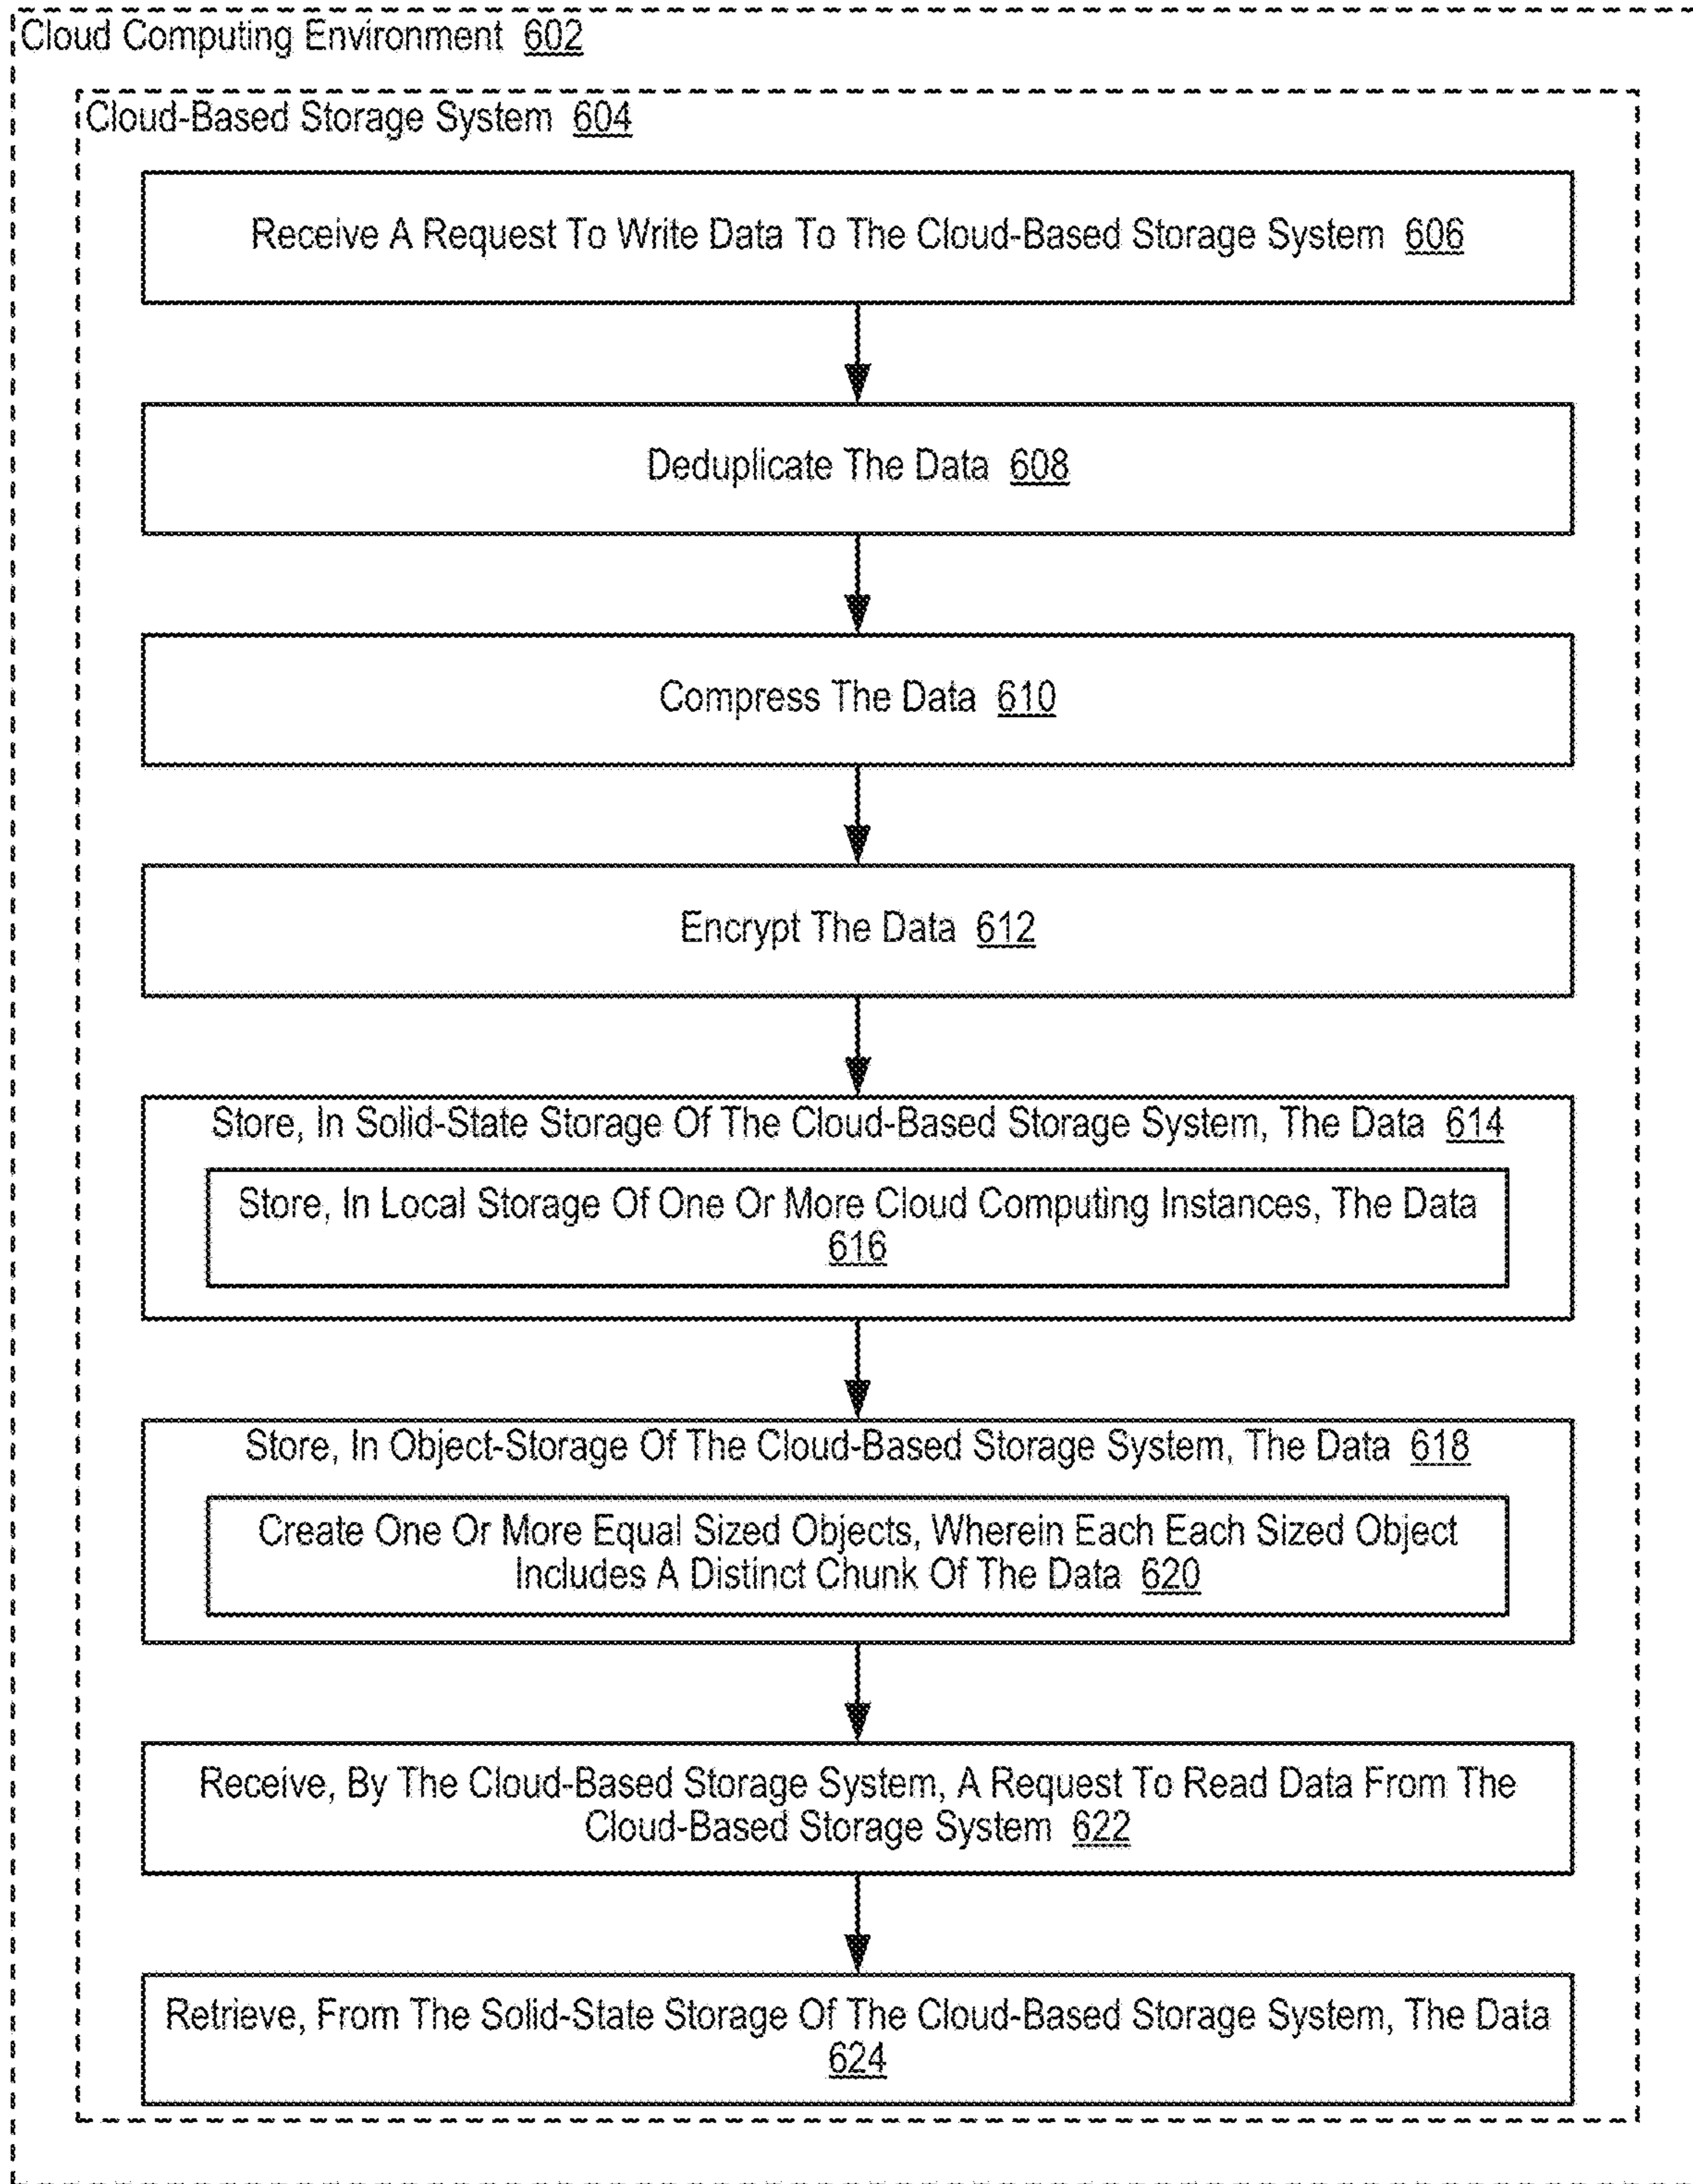 Cloud Computing Environment 602
Cloud-Based Storage System 604
Receive A Request To Write Data To The Cloud-Based Storage System 606
Deduplicate The Data 608
Compress The Data 610
Encrypt The Data 612
Store, In Solid-State Storage Of The Cloud-Based Storage System, The Data 614
Store, In Local Storage Of One Or More Cloud Computing Instances, The Data
616
Store, In Object-Storage Of The Cloud-Based Storage System, The Data 618
Create One Or More Equal Sized Objects, Wherein Each Each Sized Object
Includes A Distinct Chunk Of The Data 620
Receive, By The Cloud-Based Storage System, A Request To Read Data From The
Cloud-Based Storage System 622
Retrieve, From The Solid-State Storage Of The Cloud-Based Storage System, The Data
624